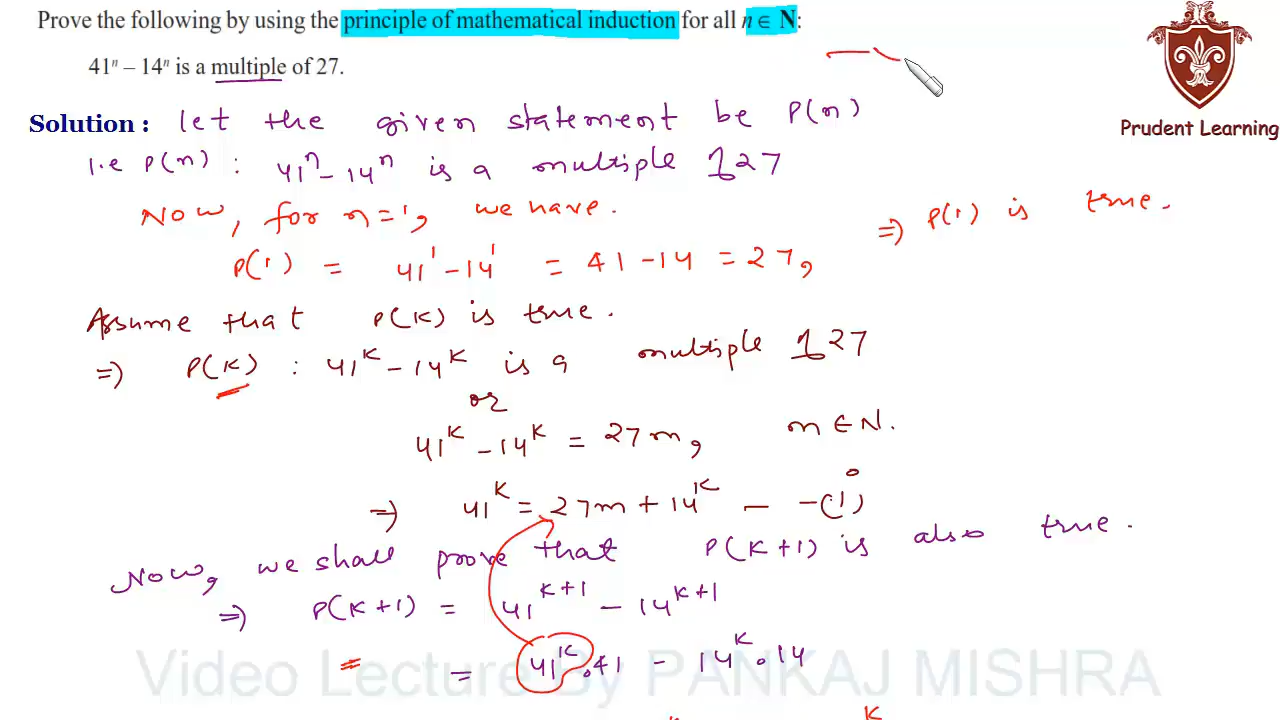 Prove the following by using the principle of mathematical induction for all n ∈ N:
41ⁿ – 14ⁿ is a multiple of 27.
Prudent Learning
Solution : Let the given statement be P(n)
i.e P(n) : 41ⁿ – 14ⁿ is a multiple of 27
Now, for n = 1, we have.
P(1) = 41¹ – 14¹ = 41 – 14 = 27, ⇒ P(1) is true.
Assume that P(K) is true.
⇒ P(K) : 41ᴷ – 14ᴷ is a multiple of 27
or
41ᴷ – 14ᴷ = 27m, m ∈ N.
⇒ 41ᴷ = 27m + 14ᴷ – –(i)
Now, we shall prove that P(K+1) is also true.
⇒ P(K+1) = 41ᴷ⁺¹ – 14ᴷ⁺¹
= 41ᴷ.41 – 14ᴷ.14
Video Lecture By PANKAJ MISHRA